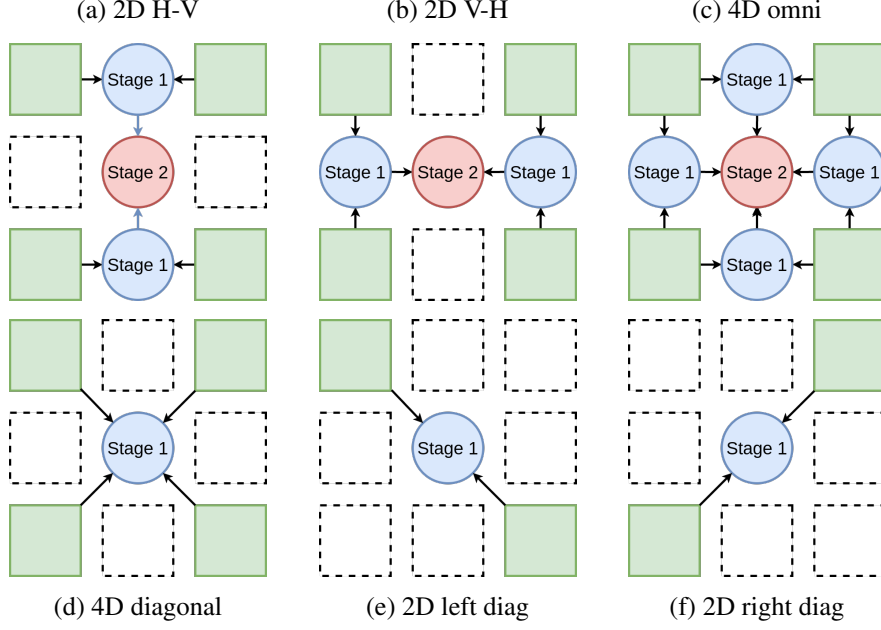 (a) 2D H-V (b) 2D V-H (c) 4D omni
Stage 1 Stage 1
Stage 2 Stage 1 Stage 2 Stage 1 Stage 1 Stage 2 Stage 1
Stage 1 Stage 1
Stage 1 Stage 1 Stage 1
(d) 4D diagonal (e) 2D left diag (f) 2D right diag